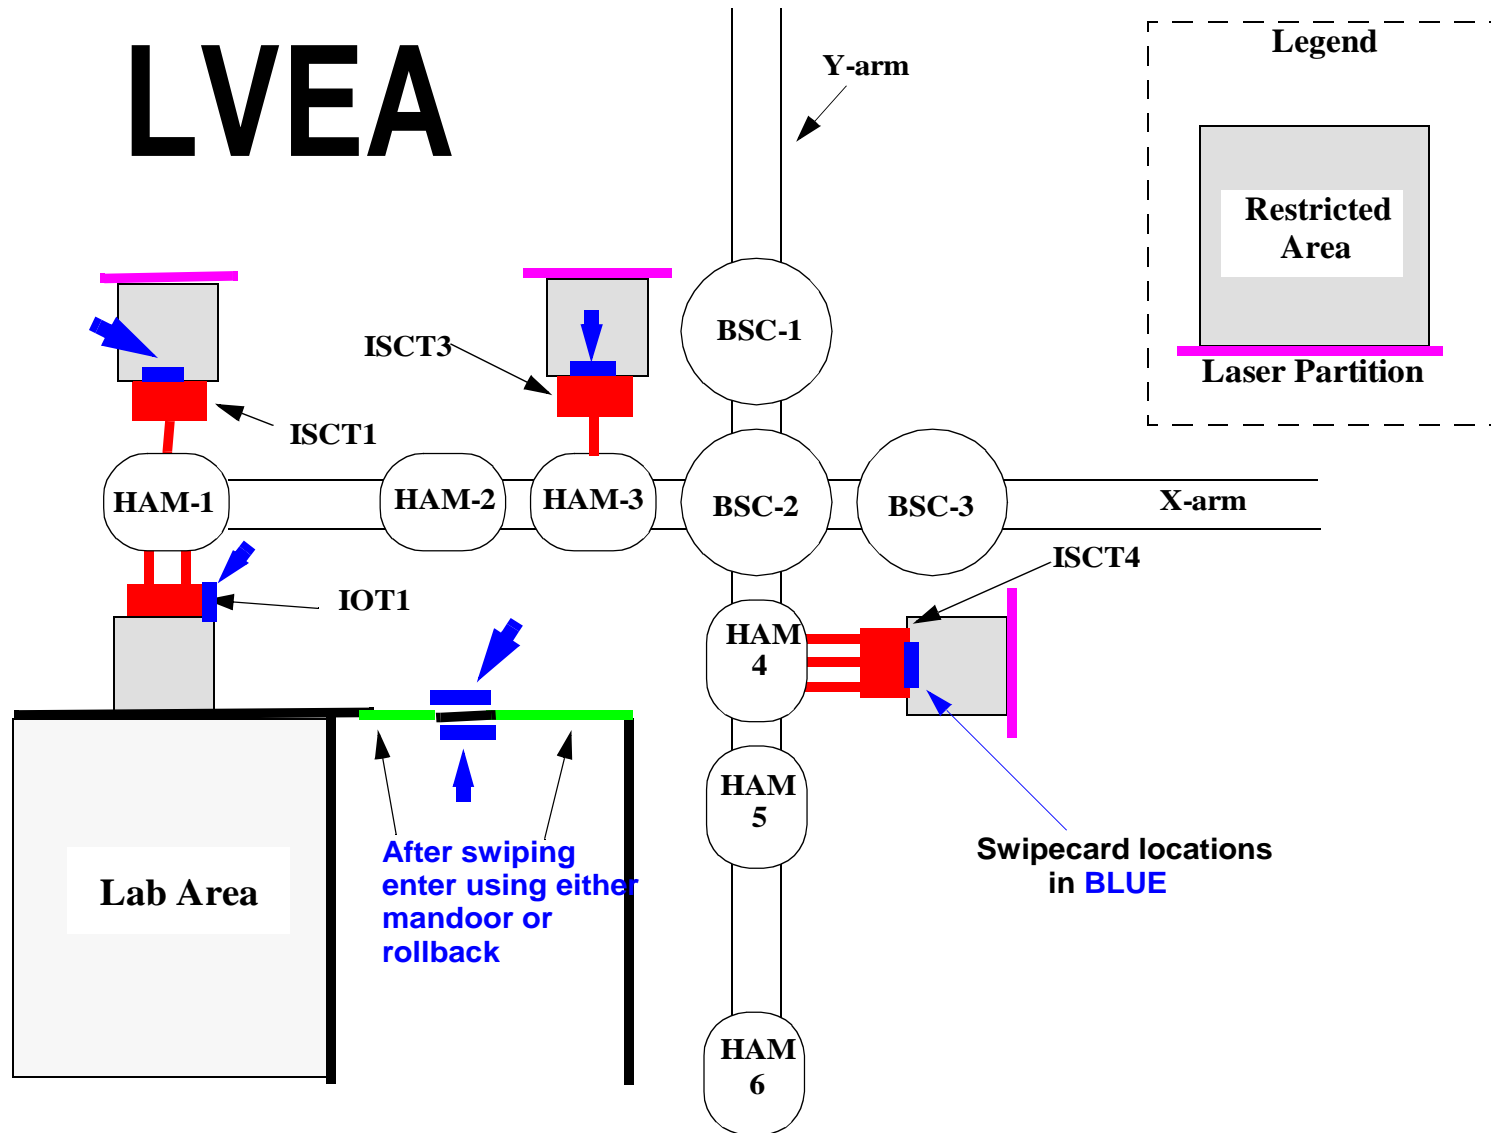 LVEA
Y-arm
Legend
Restricted
Area
Laser Partition
ISCT3
BSC-1
ISCT1
HAM-1
HAM-2
HAM-3
BSC-2
BSC-3
X-arm
ISCT4
IOT1
HAM
4
HAM
5
After swiping
enter using either
mandoor or
rollback
Swipecard locations
in BLUE
Lab Area
HAM
6